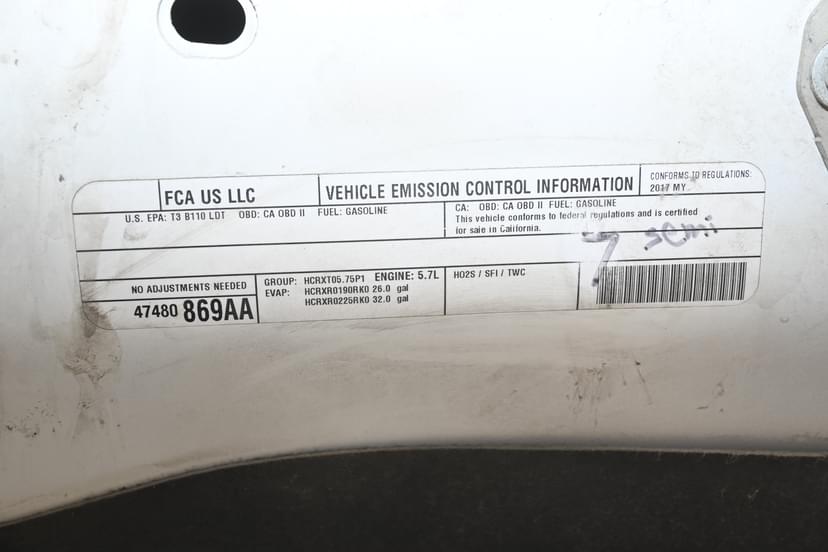 FCA US LLC
VEHICLE EMISSION CONTROL INFORMATION
CONFORMS TO REGULATIONS:
2017 MY
U.S. EPA: T3 B110 LDT OBD: CA OBD II FUEL: GASOLINE
CA: OBD: CA OBD II FUEL: GASOLINE
This vehicle conforms to federal regulations and is certified
for sale in California.
7 semi
NO ADJUSTMENTS NEEDED
47480 869AA
GROUP: HCRXT05.75P1 ENGINE: 5.7L
EVAP: HCRXR0190RK0 26.0 gal
HCRXR0225RK0 32.0 gal
HO2S / SFI / TWC